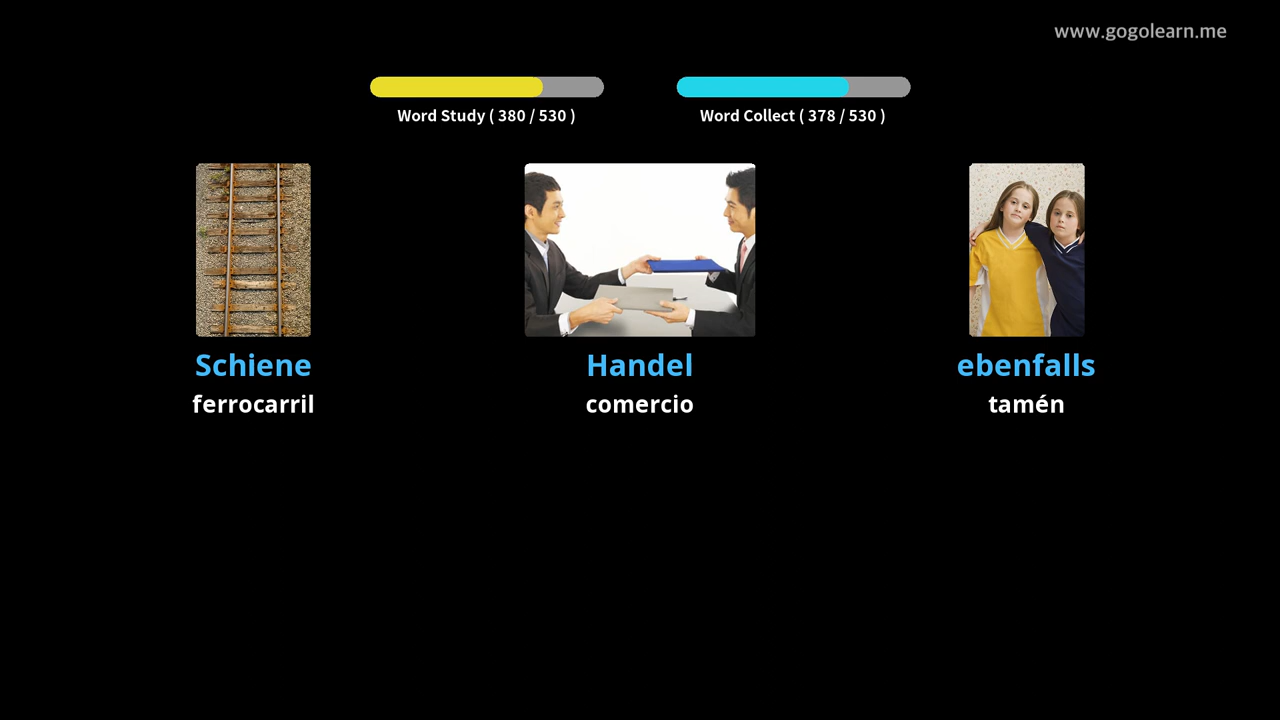 www.gogolearn.me
Word Study ( 380 / 530 )
Word Collect ( 378 / 530 )
Schiene
ferrocarril
Handel
comercio
ebenfalls
tamén